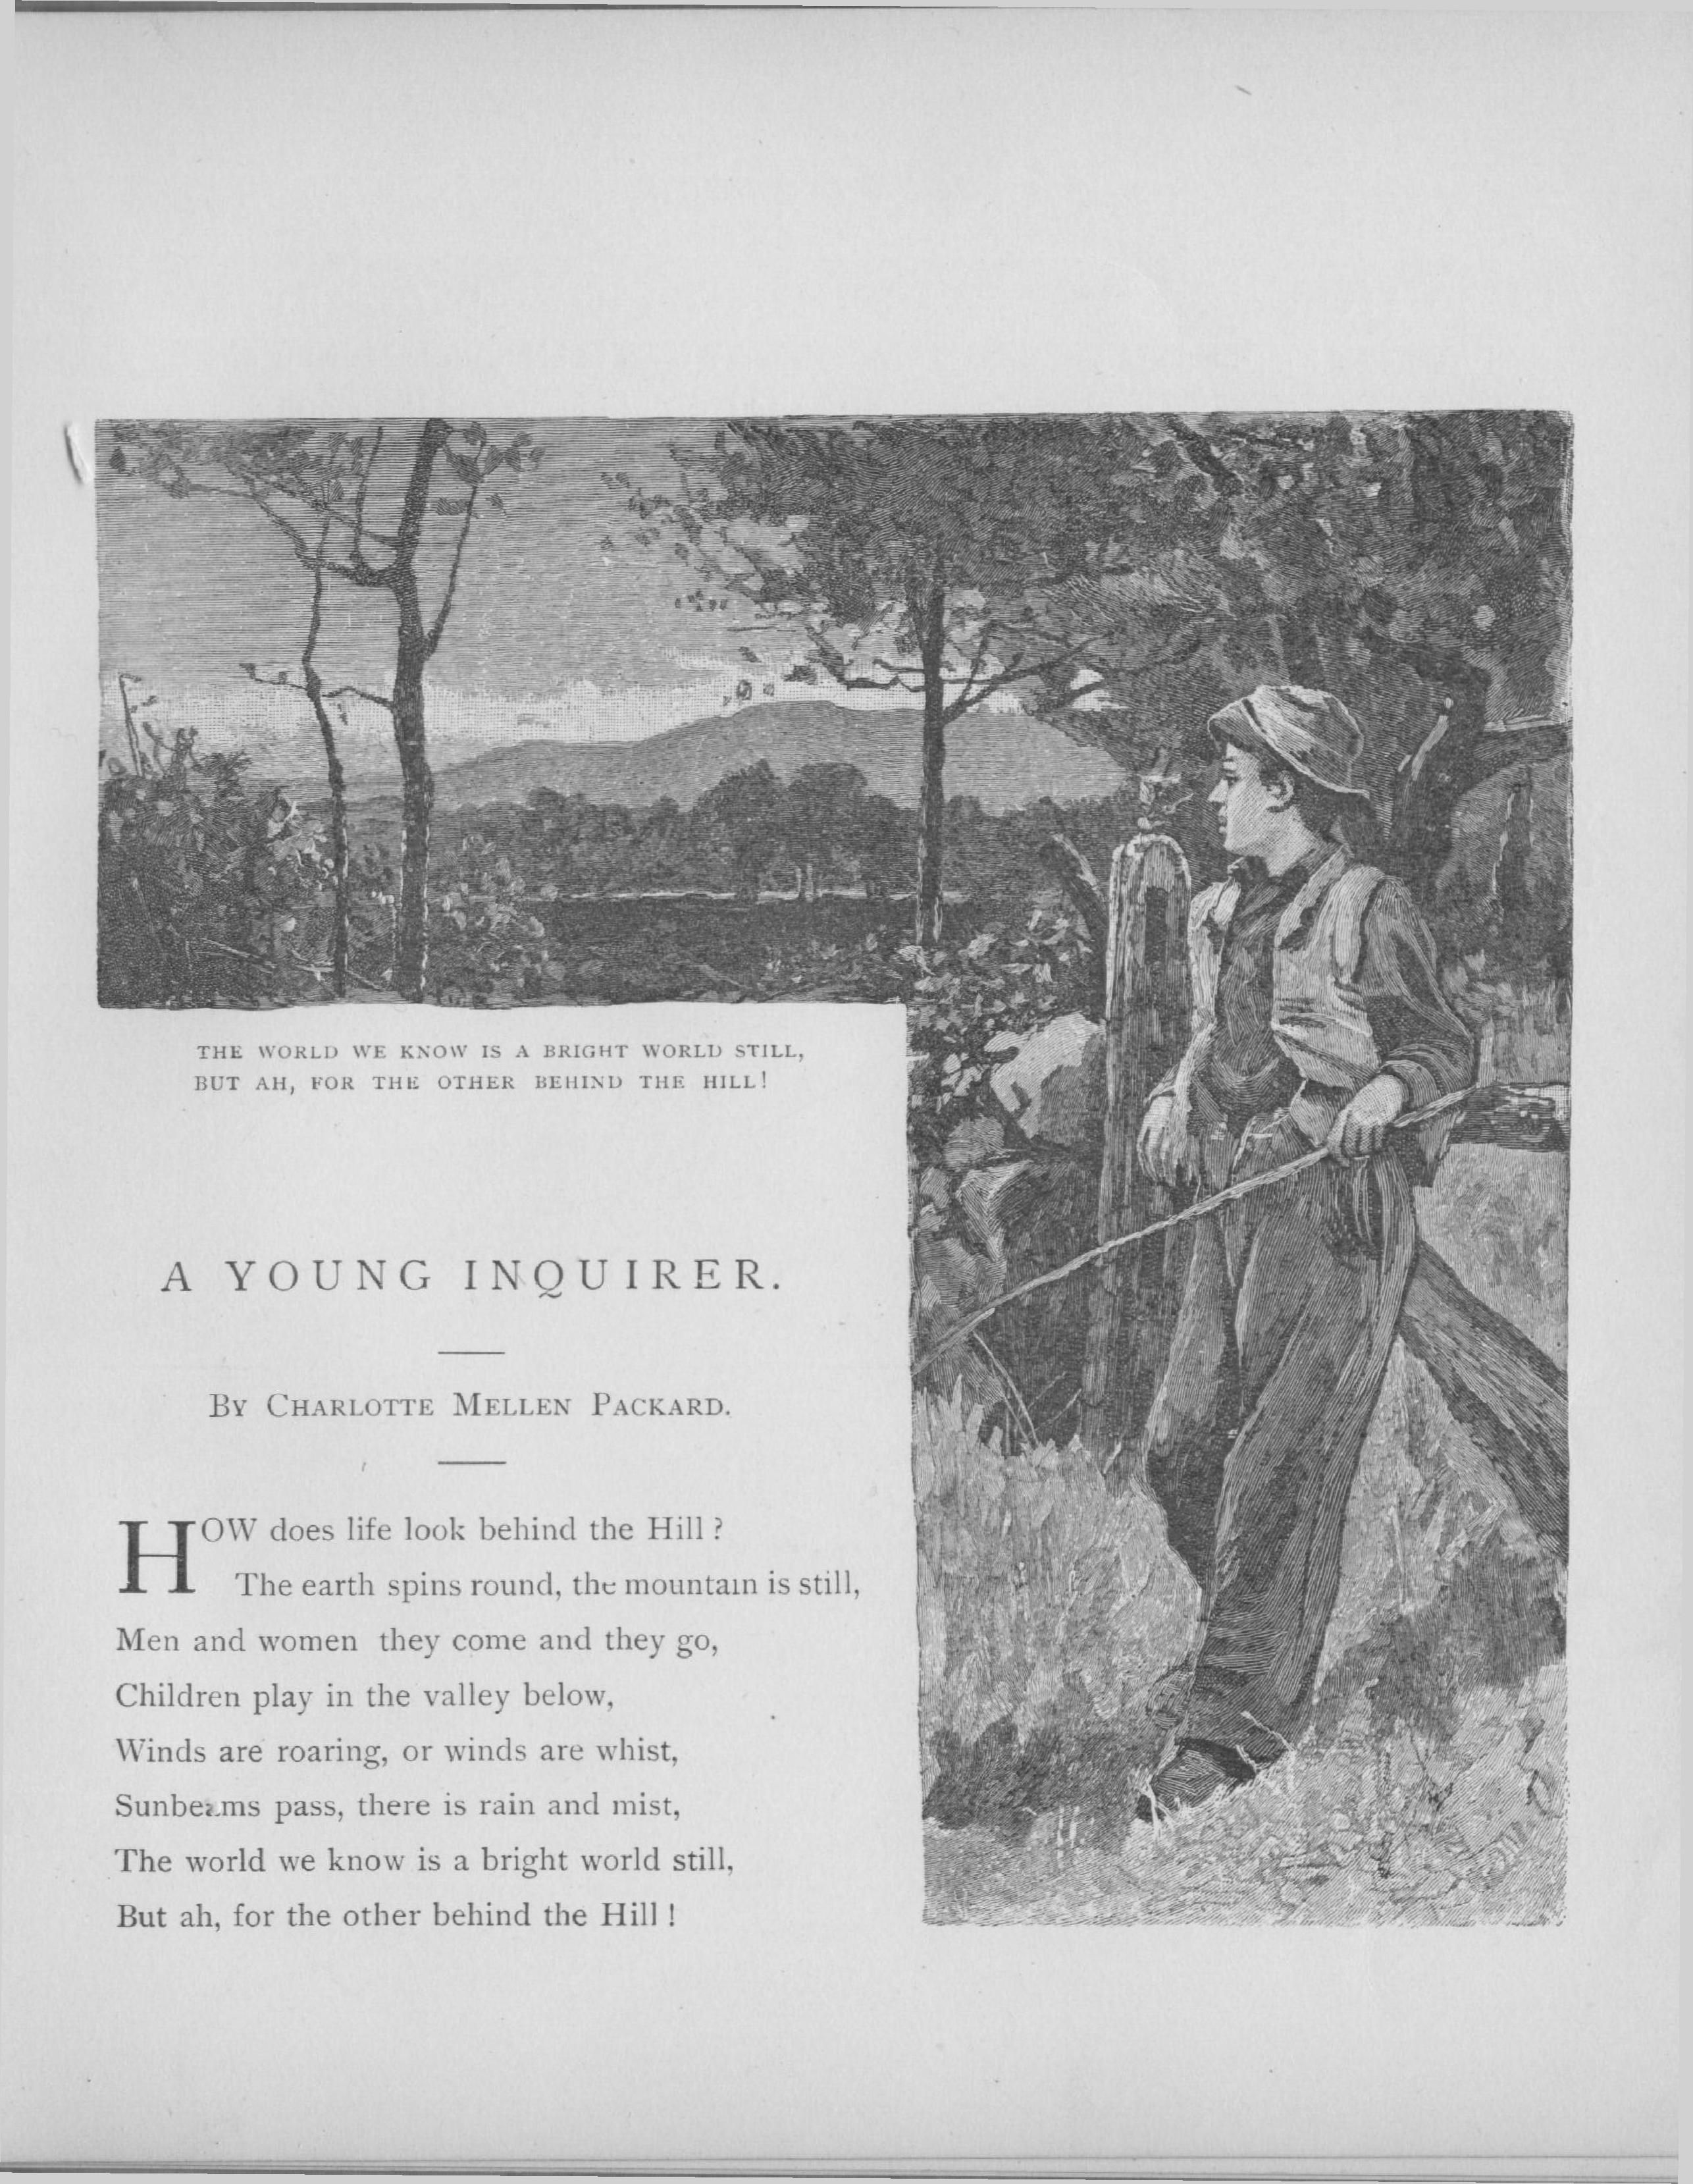 THE WORLD WE KNOW IS A BRIGHT WORLD STILL,
BUT AH, FOR THE OTHER BEHIND THE HILL!
A YOUNG INQUIRER.
BY CHARLOTTE MELLEN PACKARD.
HOW does life look behind the Hill?
The earth spins round, the mountain is still,
Men and women they come and they go,
Children play in the valley below,
Winds are roaring, or winds are whist,
Sunbeams pass, there is rain and mist,
The world we know is a bright world still,
But ah, for the other behind the Hill!